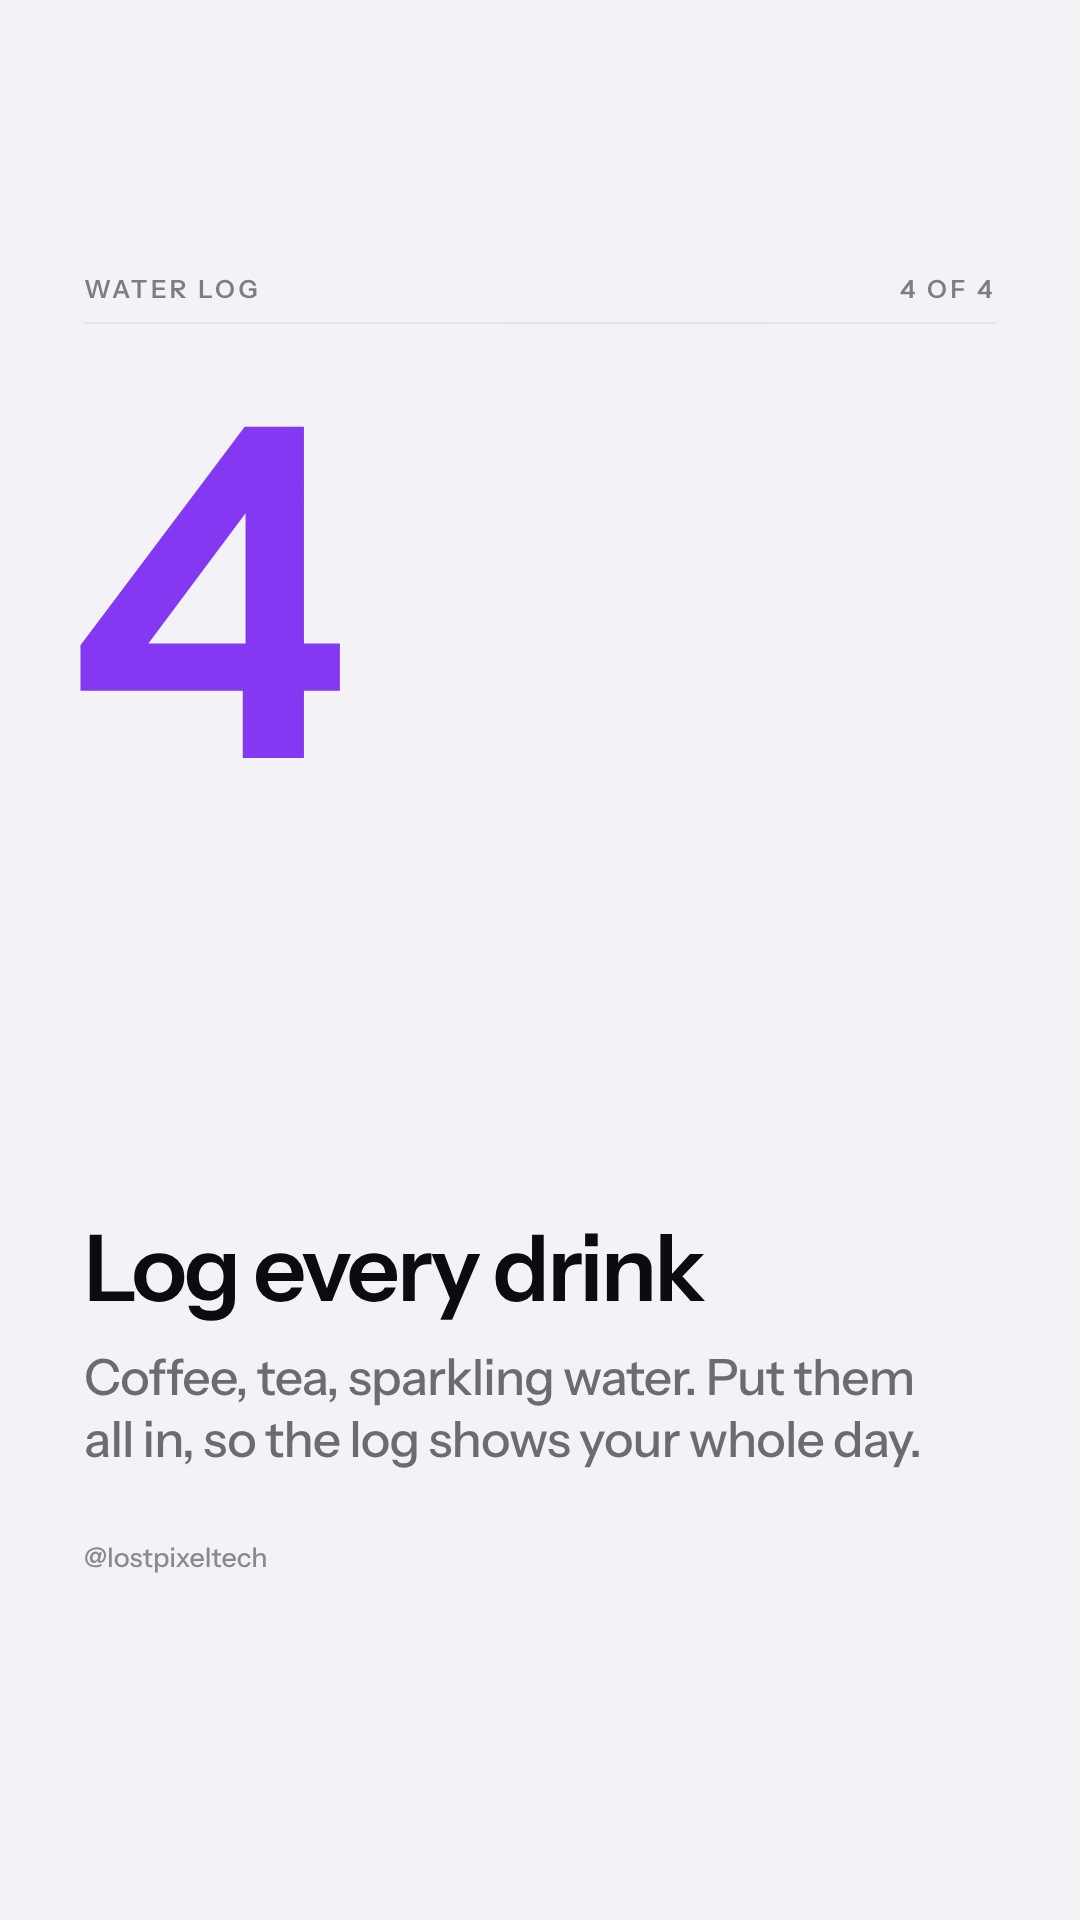 WATER LOG
4 OF 4
4
Log every drink
Coffee, tea, sparkling water. Put them
all in, so the log shows your whole day.
@lostpixeltech